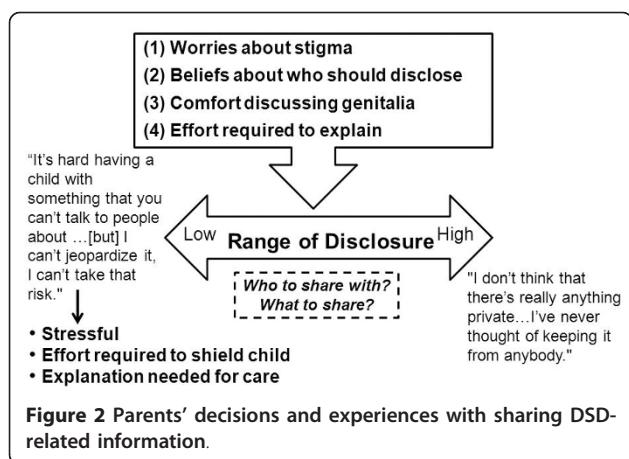 (1) Worries about stigma
(2) Beliefs about who should disclose
(3) Comfort discussing genitalia
(4) Effort required to explain
"It's hard having a
child with
something that you
can't talk to people
about ...[but] I
can't jeopardize it,
I can't take that
risk."
Low Range of Disclosure High
Who to share with?
What to share?
"I don't think that
there's really anything
private...I've never
thought of keeping it
from anybody."
• Stressful
• Effort required to shield child
• Explanation needed for care
Figure 2 Parents' decisions and experiences with sharing DSD-
related information.